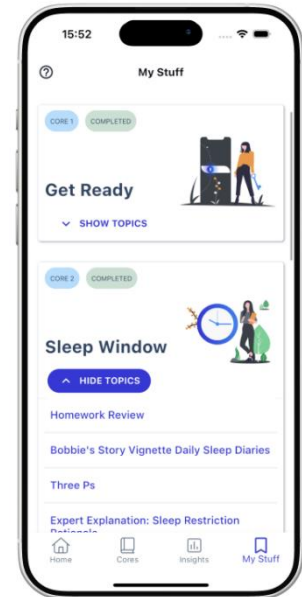 15:52
My Stuff
CORE 1 COMPLETED
Get Ready
SHOW TOPICS
CORE 2 COMPLETED
Sleep Window
HIDE TOPICS
Homework Review
Bobbie's Story Vignette Daily Sleep Diaries
Three Ps
Expert Explanation: Sleep Restriction
Rationale
Home Cores Insights My Stuff